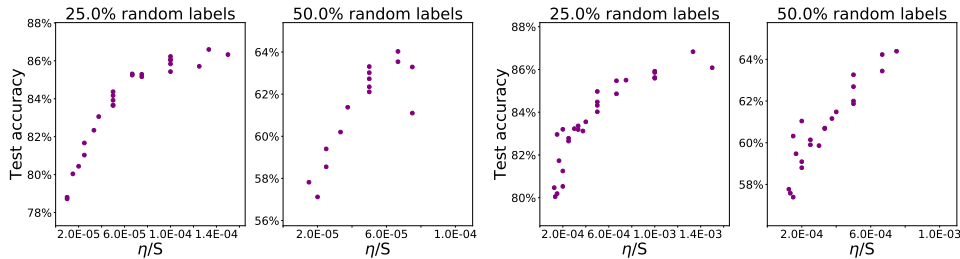 25.0% random labels
50.0% random labels
25.0% random labels
50.0% random labels
Test accuracy
88%
86%
84%
82%
80%
78%
2.0E-05 6.0E-05 1.0E-04 1.4E-04
η/S
64%
62%
60%
58%
56%
2.0E-05 6.0E-05 1.0E-04
η/S
Test accuracy
88%
86%
84%
82%
80%
2.0E-04 6.0E-04 1.0E-03 1.4E-03
η/S
64%
62%
60%
58%
2.0E-04 6.0E-04 1.0E-03
η/S